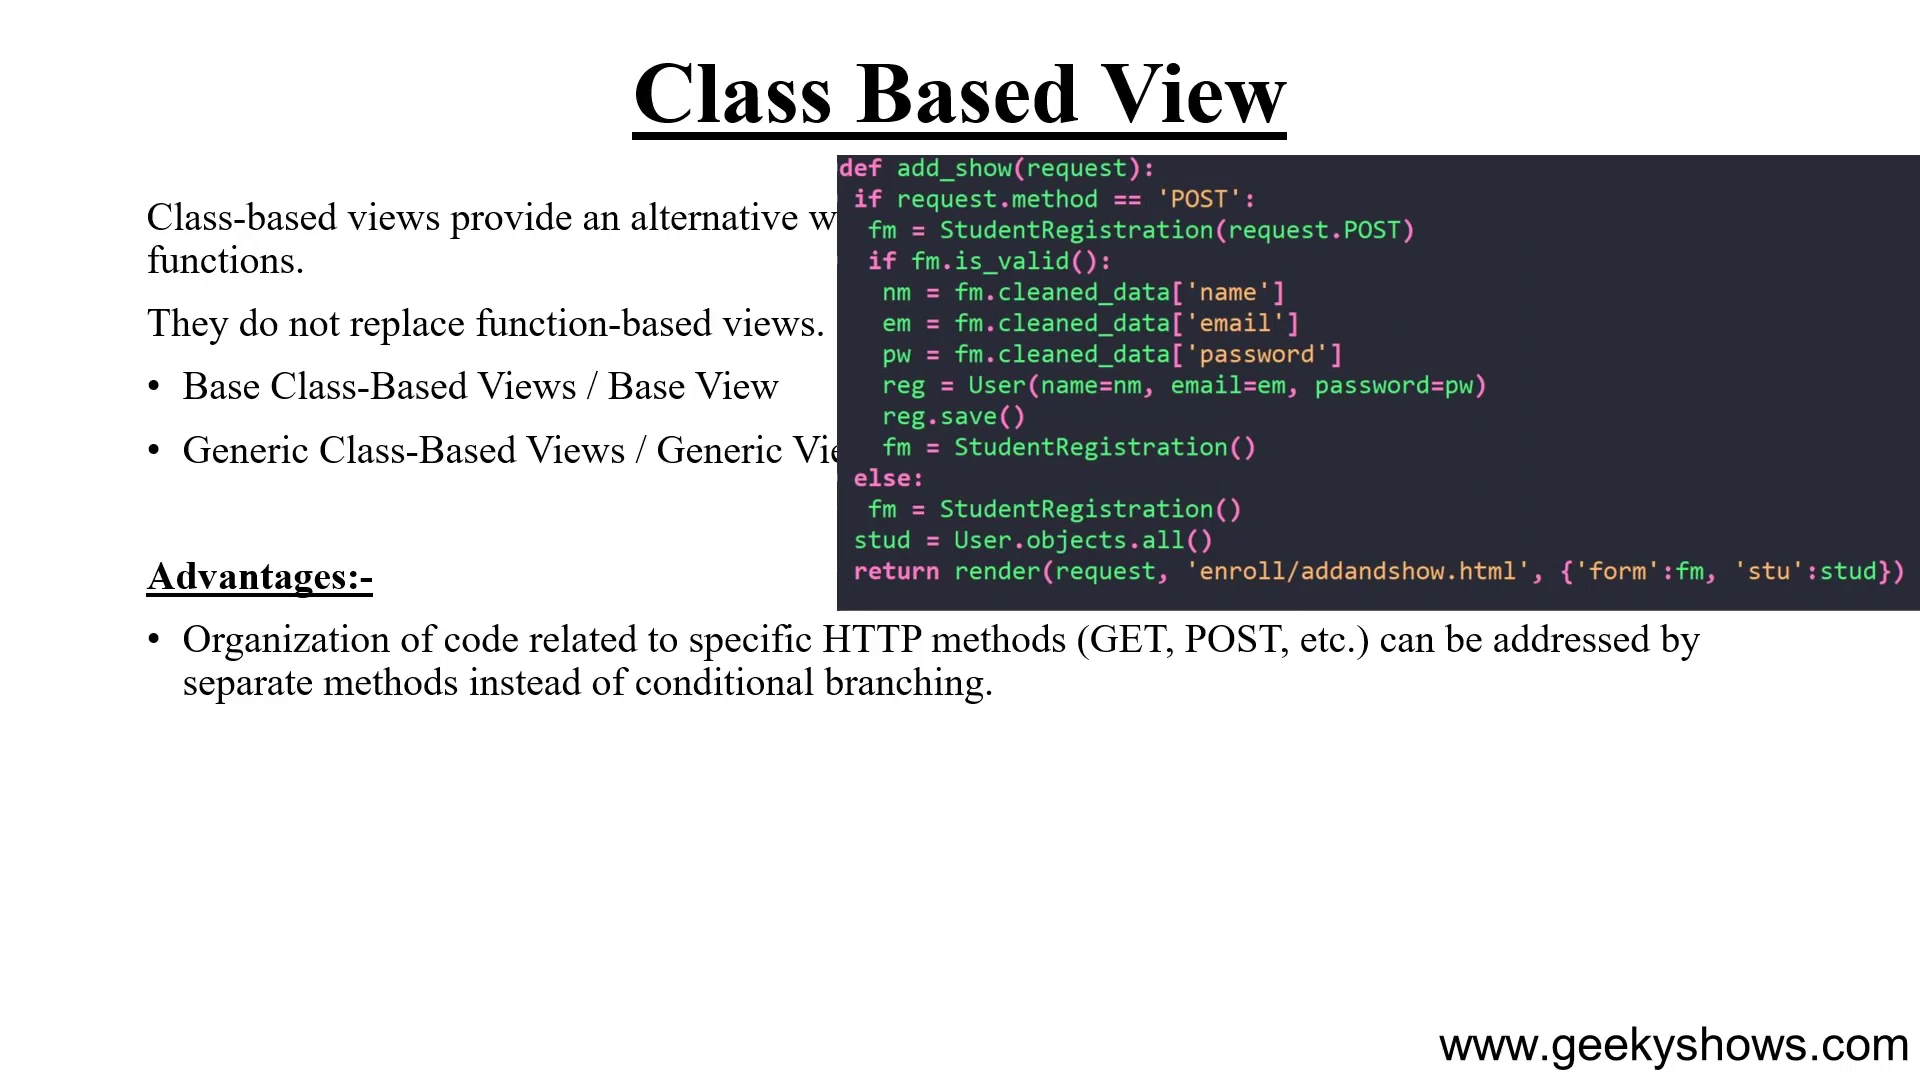 Class Based View
Class-based views provide an alternative
functions.
They do not replace function-based views.
• Base Class-Based Views / Base View
• Generic Class-Based Views / Generic
def add_show(request):
 if request.method == 'POST':
  fm = StudentRegistration(request.POST)
  if fm.is_valid():
   nm = fm.cleaned_data['name']
   em = fm.cleaned_data['email']
   pw = fm.cleaned_data['password']
   reg = User(name=nm, email=em, password=pw)
   reg.save()
   fm = StudentRegistration()
 else:
  fm = StudentRegistration()
 stud = User.objects.all()
 return render(request, 'enroll/addandshow.html', {'form':fm, 'stu':stud})
Advantages:-
• Organization of code related to specific HTTP methods (GET, POST, etc.) can be addressed by
separate methods instead of conditional branching.
www.geekyshows.com